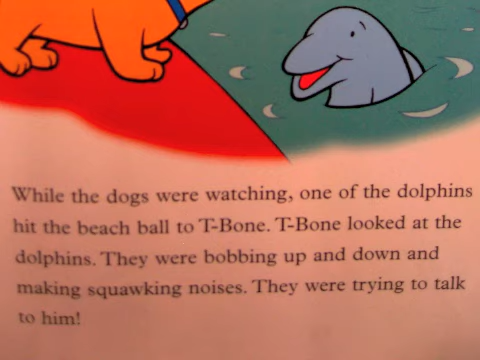 While the dogs were watching, one of the dolphins
hit the beach ball to T-Bone. T-Bone looked at the
dolphins. They were bobbing up and down and
making squawking noises. They were trying to talk
to him!